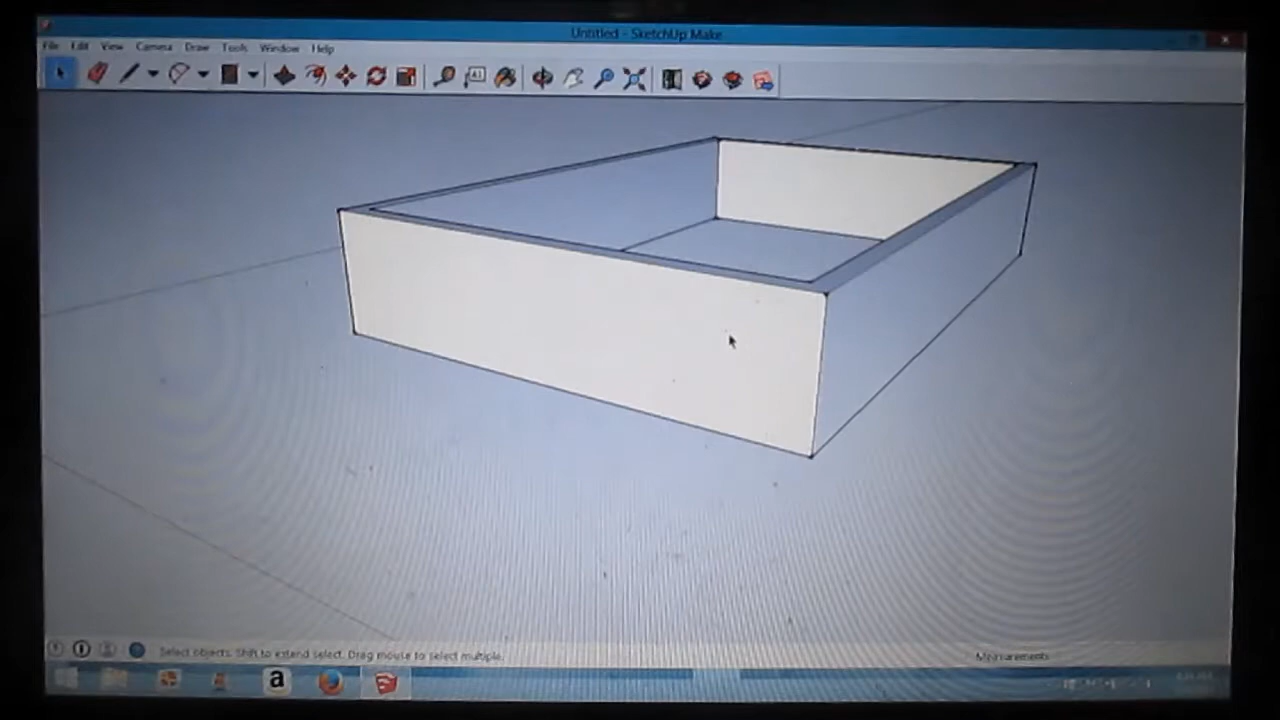 Untitled - SketchUp Make
File Edit View Camera Draw Tools Window Help
A1
Select objects. Shift to extend select. Drag mouse to select multiple.
Measurements
a